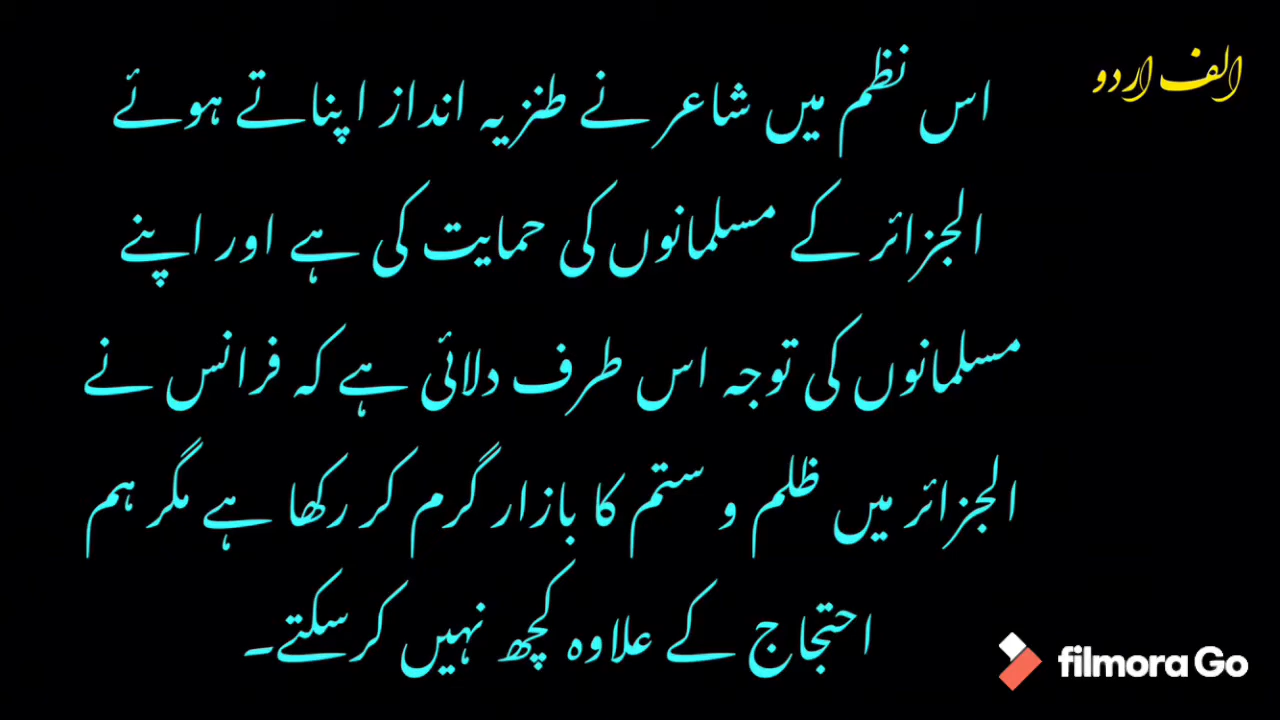 الف اردو
اس نظم میں شاعر نے طنزیہ انداز اپناتے ہوئے
الجزائر کے مسلمانوں کی حمایت کی ہے اور اپنے
مسلمانوں کی توجہ اس طرف دلائی ہے کہ فرانس نے
الجزائر میں ظلم و ستم کا بازار گرم کر رکھا ہے مگر ہم
احتجاج کے علاوہ کچھ نہیں کرسکتے۔
filmora Go